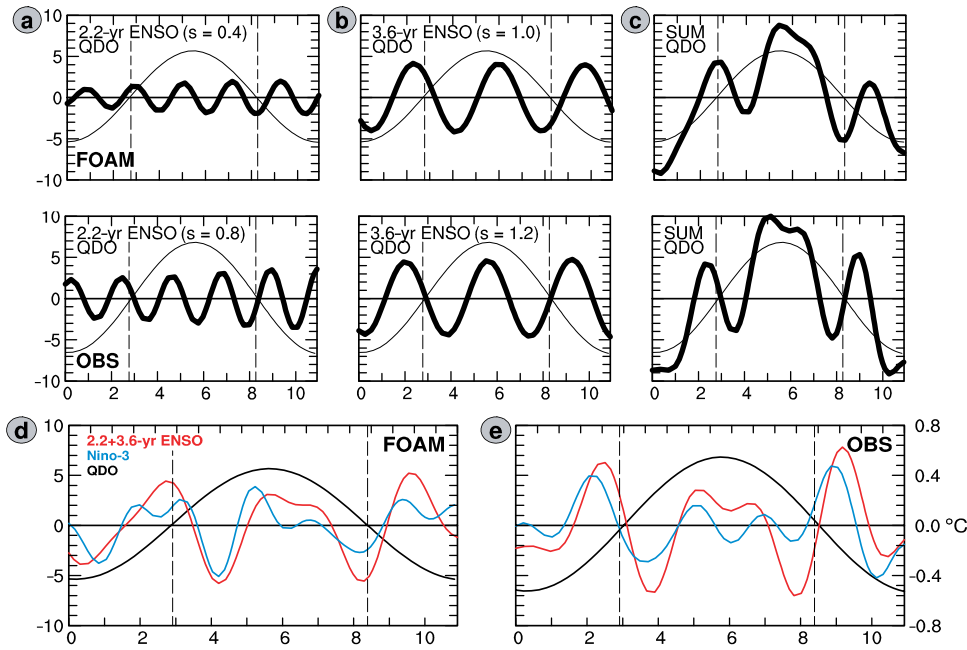 a
2.2-yr ENSO (s = 0.4)
QDO
FOAM
10
5
0
−5
−10
b
3.6-yr ENSO (s = 1.0)
QDO
c
SUM
QDO
2.2-yr ENSO (s = 0.8)
QDO
OBS
10
5
0
−5
−10
0 2 4 6 8 10
3.6-yr ENSO (s = 1.2)
QDO
0 2 4 6 8 10
SUM
QDO
0 2 4 6 8 10
d
2.2+3.6-yr ENSO
Nino-3
QDO
FOAM
10
5
0
−5
−10
0 2 4 6 8 10
e
OBS
0.8
0.4
0.0 °C
-0.4
-0.8
0 2 4 6 8 10